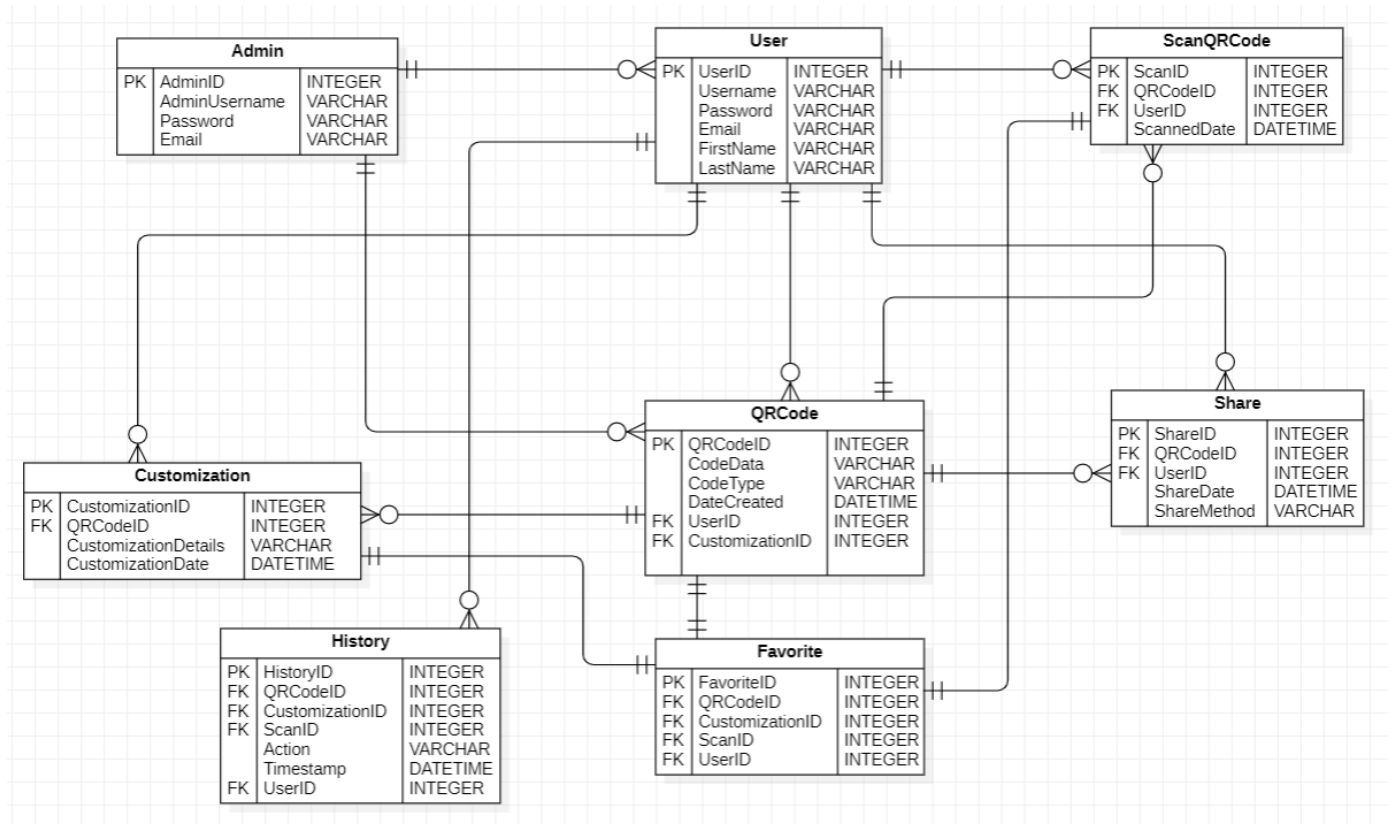 Admin
PK AdminID INTEGER
AdminUsername VARCHAR
Password VARCHAR
Email VARCHAR
User
PK UserID INTEGER
Username VARCHAR
Password VARCHAR
Email VARCHAR
FirstName VARCHAR
LastName VARCHAR
ScanQRCode
PK ScanID INTEGER
FK QRCodeID INTEGER
FK UserID INTEGER
ScannedDate DATETIME
Customization
PK CustomizationID INTEGER
FK QRCodeID INTEGER
CustomizationDetails VARCHAR
CustomizationDate DATETIME
QRCode
PK QRCodeID INTEGER
CodeData VARCHAR
CodeType VARCHAR
DateCreated DATETIME
FK UserID INTEGER
FK CustomizationID INTEGER
Share
PK ShareID INTEGER
FK QRCodeID INTEGER
FK UserID INTEGER
ShareDate DATETIME
ShareMethod VARCHAR
History
PK HistoryID INTEGER
FK QRCodeID INTEGER
FK CustomizationID INTEGER
FK ScanID INTEGER
Action VARCHAR
Timestamp DATETIME
FK UserID INTEGER
Favorite
PK FavoriteID INTEGER
FK QRCodeID INTEGER
FK CustomizationID INTEGER
FK ScanID INTEGER
FK UserID INTEGER